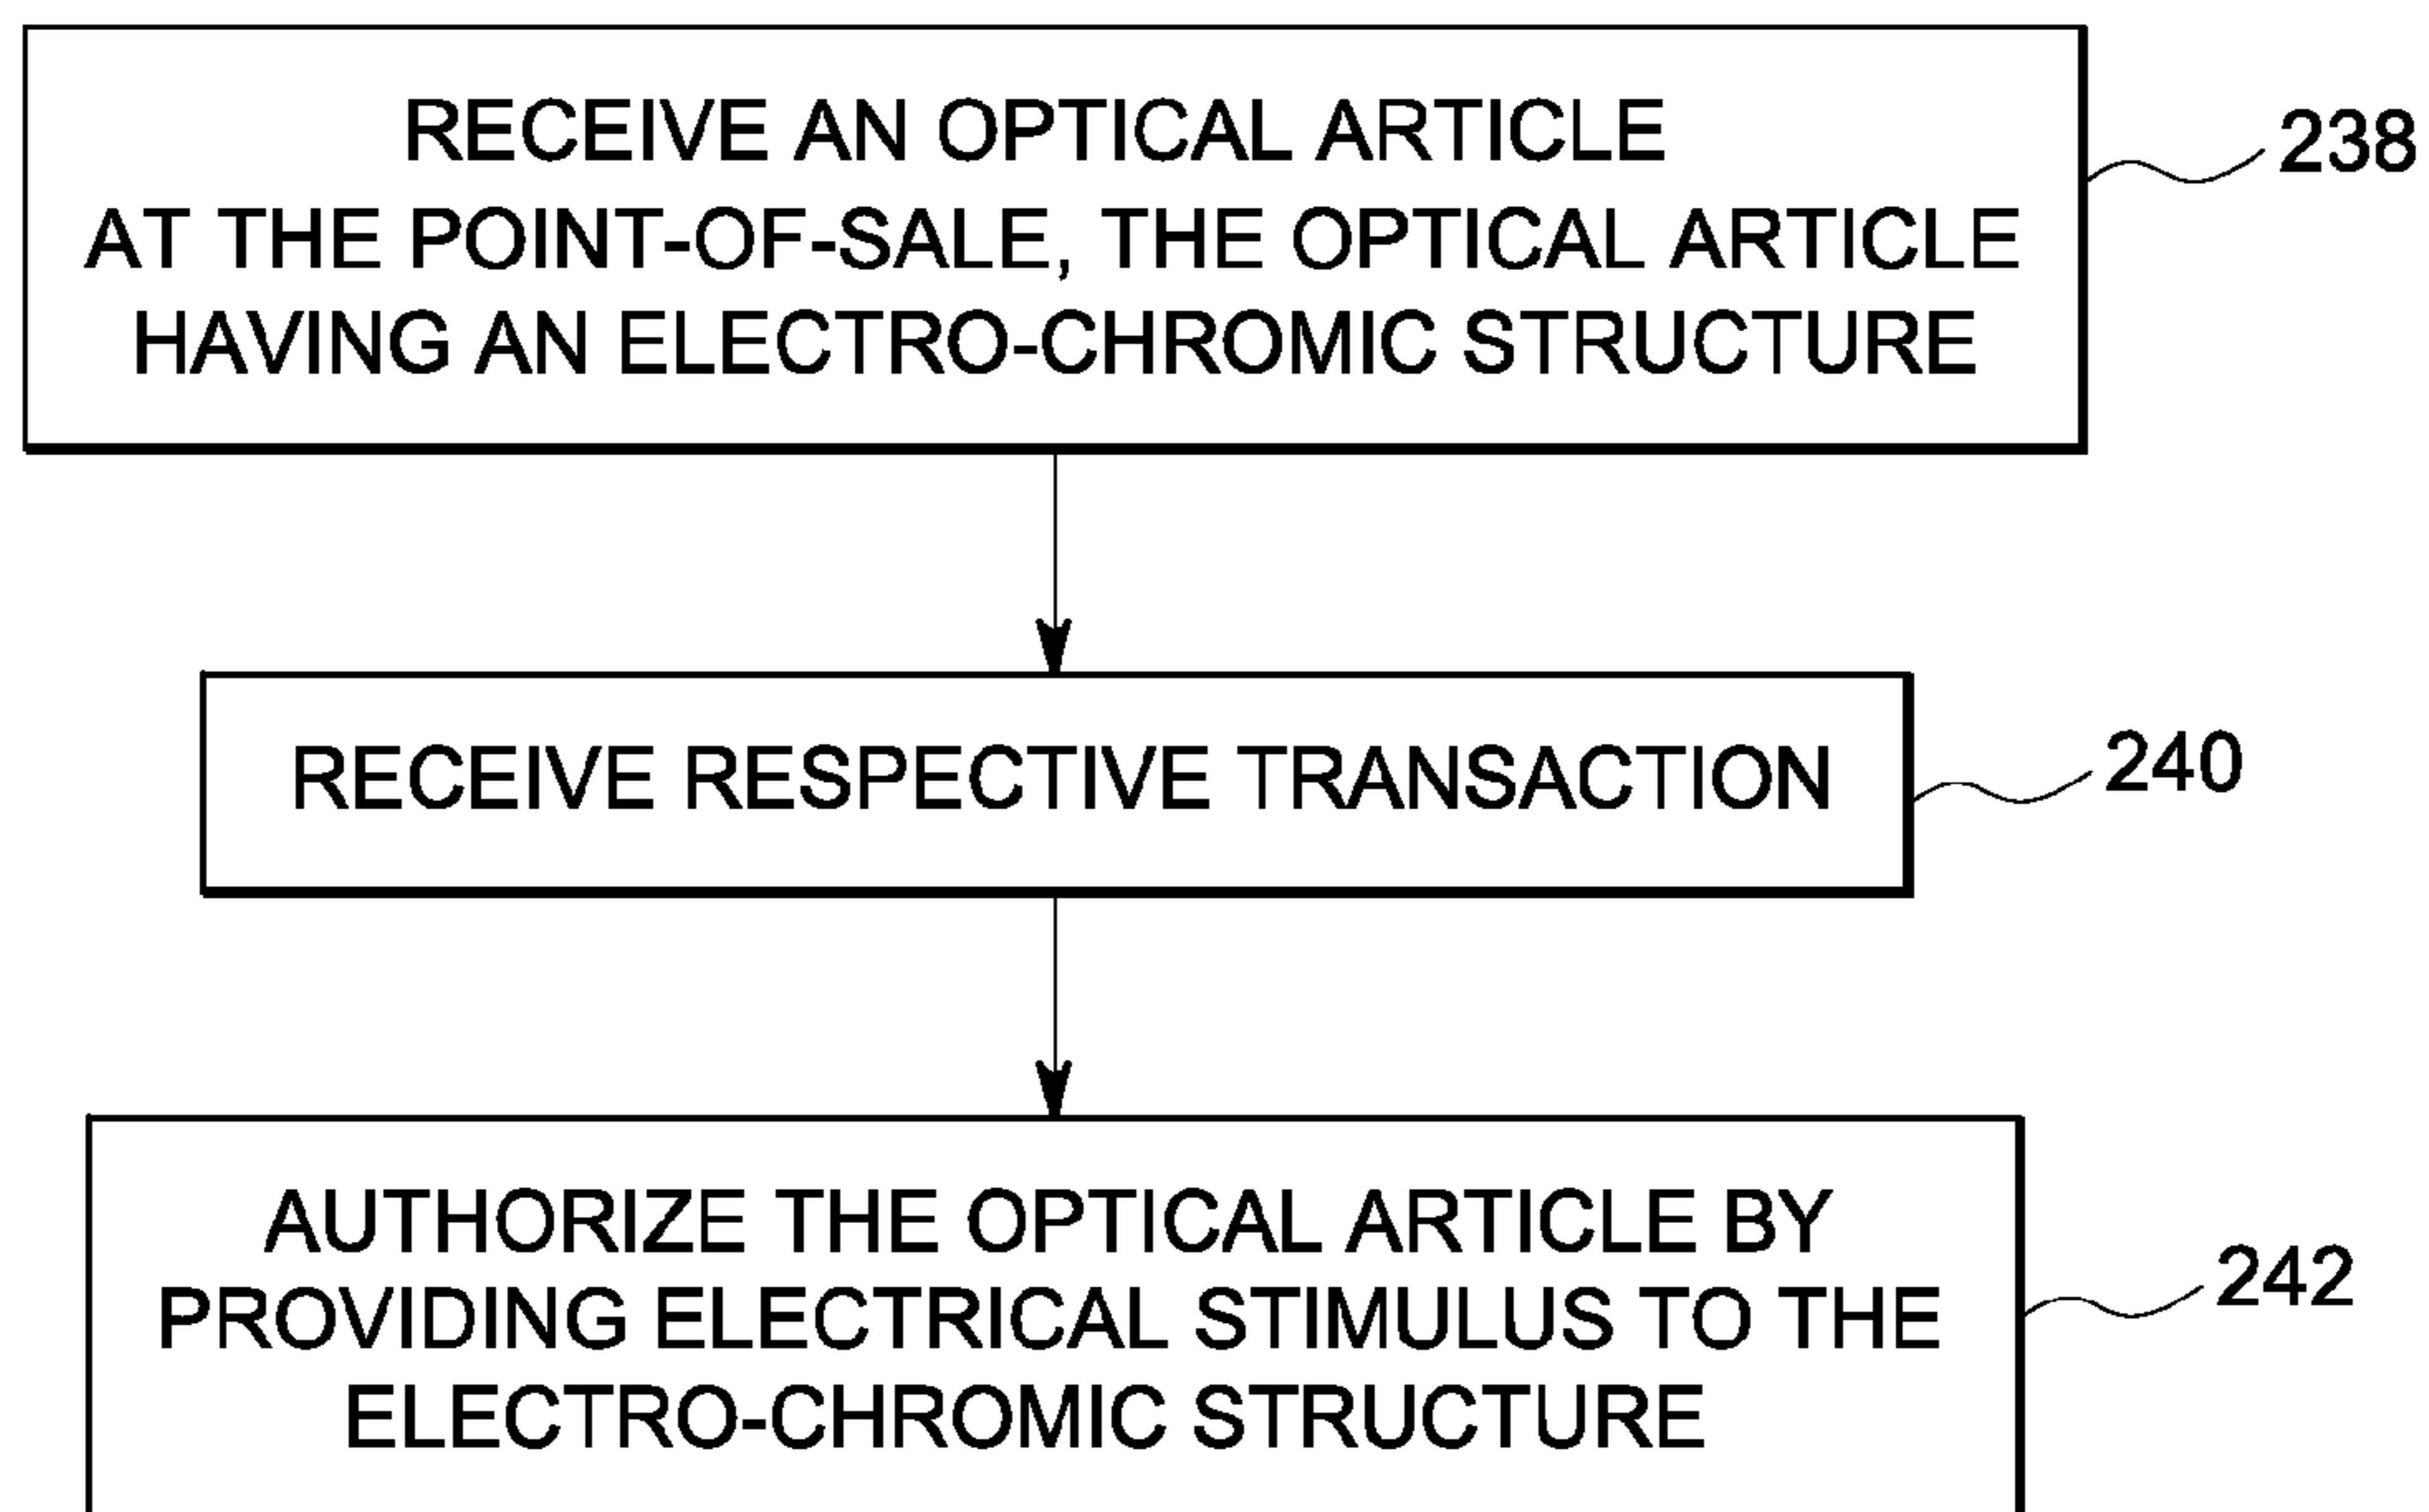 RECEIVE AN OPTICAL ARTICLE
AT THE POINT-OF-SALE, THE OPTICAL ARTICLE
HAVING AN ELECTRO-CHROMIC STRUCTURE
238
RECEIVE RESPECTIVE TRANSACTION
240
AUTHORIZE THE OPTICAL ARTICLE BY
PROVIDING ELECTRICAL STIMULUS TO THE
ELECTRO-CHROMIC STRUCTURE
242